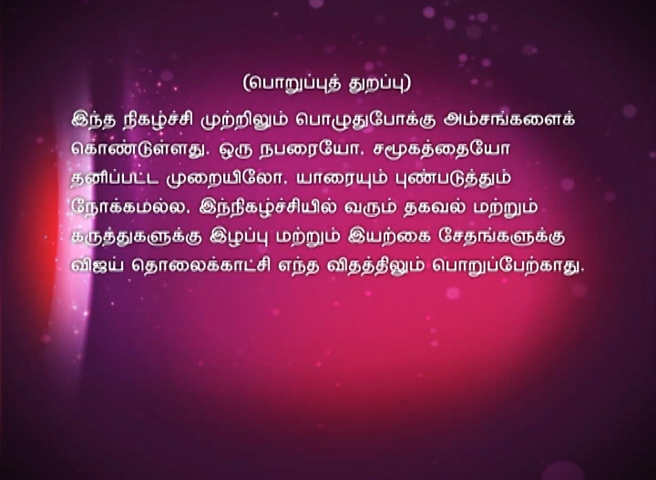 (பொறுப்புத் துறப்பு)
இந்த நிகழ்ச்சி முற்றிலும் பொழுதுபோக்கு அம்சங்களைக்
கொண்டுள்ளது. ஒரு நபரையோ, சமூகத்தையோ
தனிப்பட்ட முறையிலோ, யாரையும் புண்படுத்தும்
நோக்கமல்ல. இந்நிகழ்ச்சியில் வரும் தகவல் மற்றும்
கருத்துகளுக்கு இழப்பு மற்றும் இயற்கை சேதங்களுக்கு
விஜய் தொலைக்காட்சி எந்த விதத்திலும் பொறுப்பேற்காது.